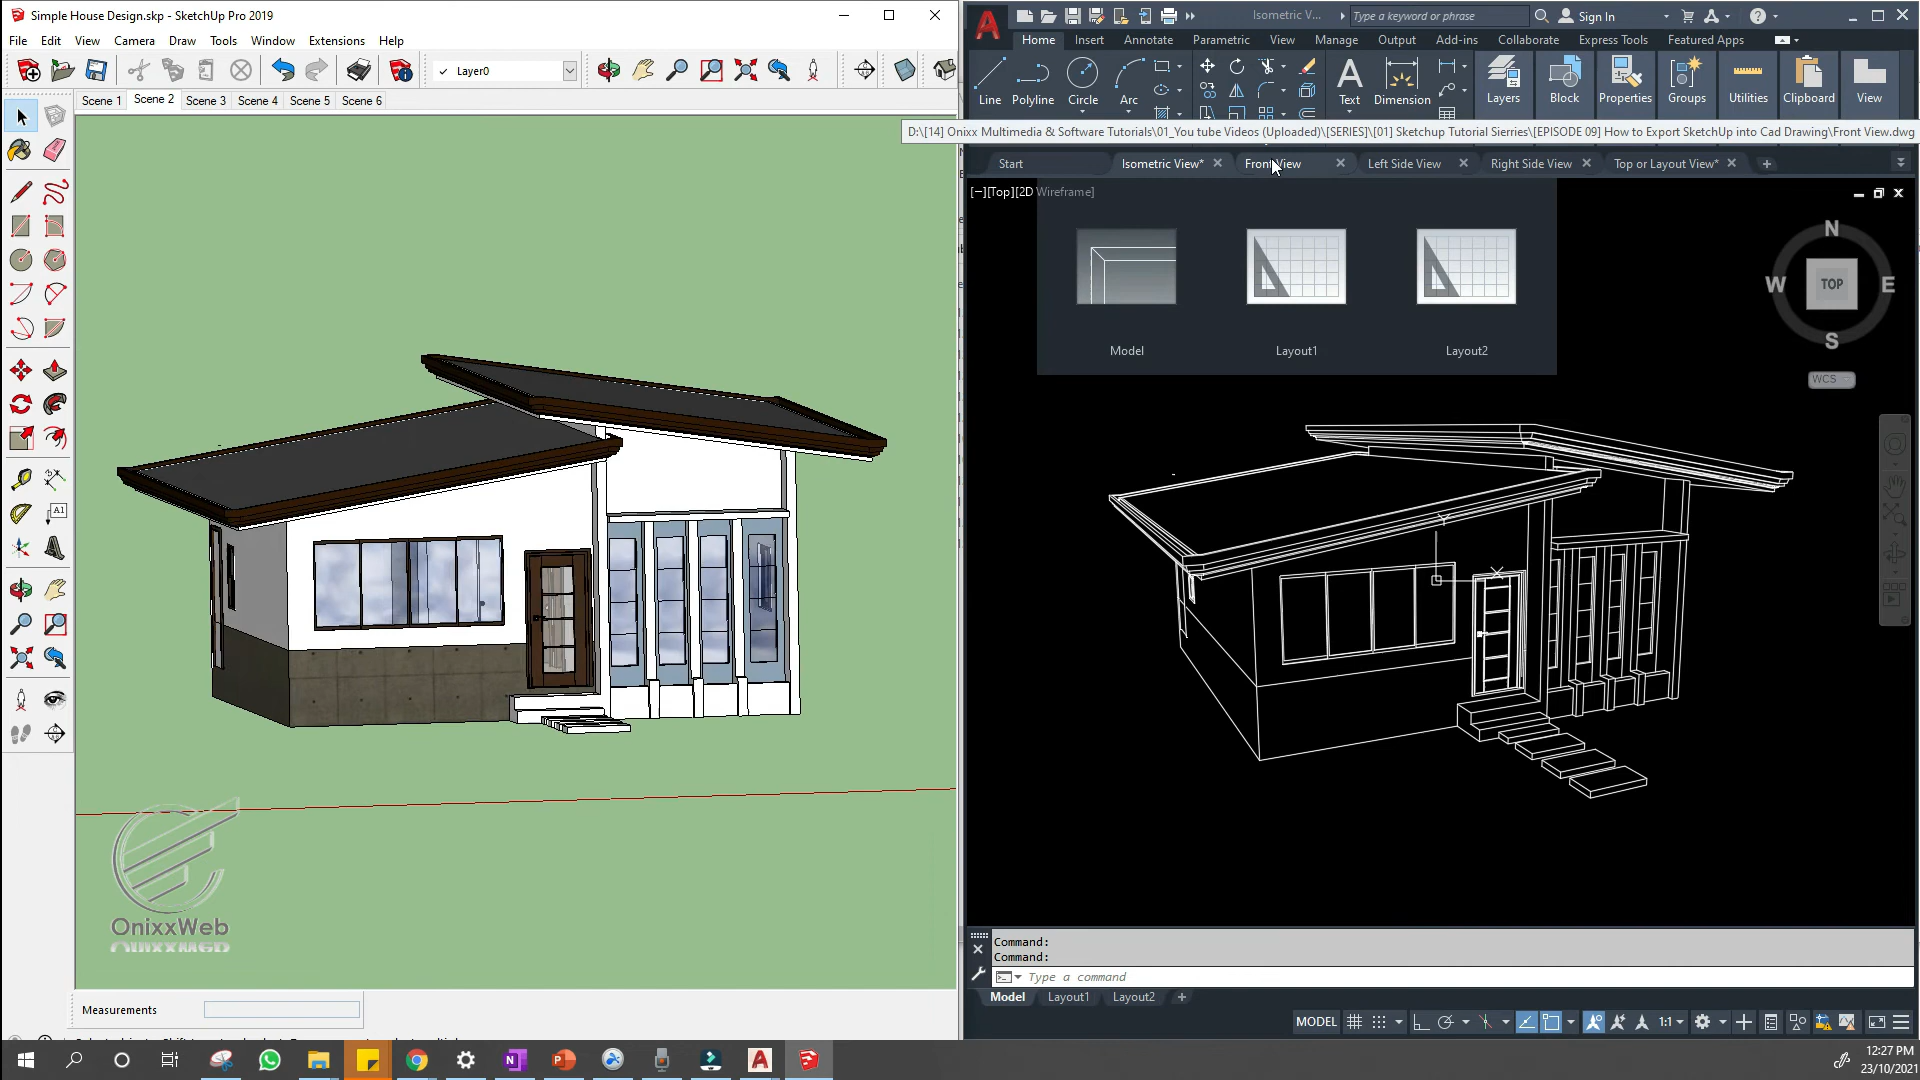 Simple House Design.skp - SketchUp Pro 2019
File Edit View Camera Draw Tools Window Extensions Help
Layer0
Scene 1 Scene 2 Scene 3 Scene 4 Scene 5 Scene 6
A1
OnixxWeb
Measurements
Isometric V...
Type a keyword or phrase
Sign In
Home Insert Annotate Parametric View Manage Output Add-ins Collaborate Express Tools Featured Apps
Line Polyline Circle Arc Text Dimension Layers Block Properties Groups Utilities Clipboard View
D:\[14] Onixx Multimedia & Software Tutorials\01_You tube Videos (Uploaded)\[SERIES]\[01] Sketchup Tutorial Sierries\[EPISODE 09] How to Export SketchUp into Cad Drawing\Front View.dwg
Start Isometric View* Front View Left Side View Right Side View Top or Layout View*
[−][Top][2D Wireframe]
Model Layout1 Layout2
N
W TOP E
S
WCS
Y
X
Command:
Command:
Type a command
Model Layout1 Layout2
MODEL
1:1
12:27 PM
23/10/2021